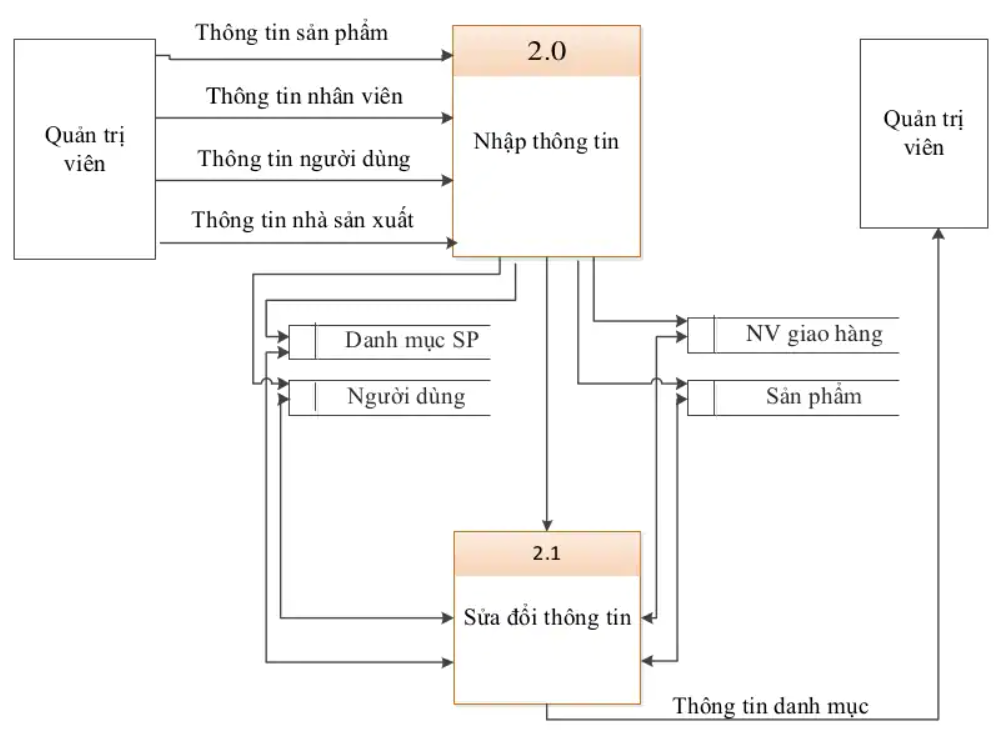 Thông tin sản phẩm
2.0
Thông tin nhân viên
Quản trị
viên
Nhập thông tin
Quản trị
viên
Thông tin người dùng
Thông tin nhà sản xuất
Danh mục SP
NV giao hàng
Người dùng
Sản phẩm
2.1
Sửa đổi thông tin
Thông tin danh mục